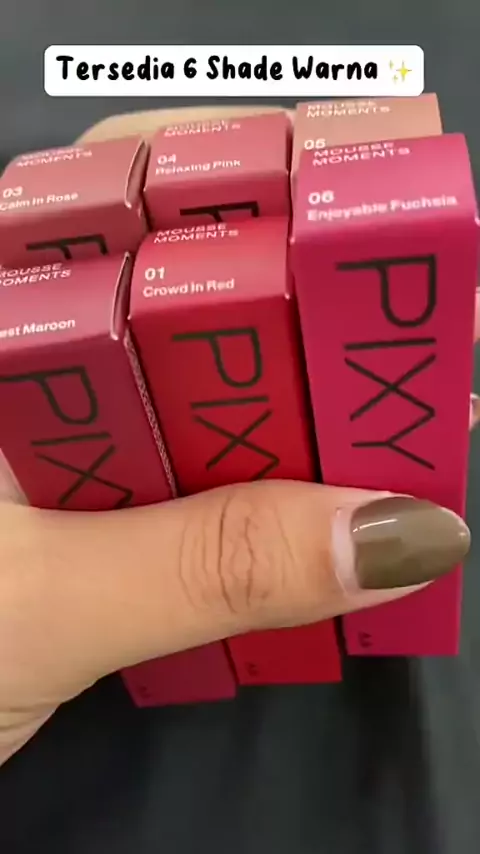 Tersedia 6 Shade Warna ✨
MOUSSE
MOMENTS
03
Calm In Rose
MOUSSE
MOMENTS
04
Relaxing Pink
MOUSSE
MOMENTS
05
MOUSSE
MOMENTS
06
Enjoyable Fuchsia
PIXY
MOUSSE
MOMENTS
01
Crowd In Red
PIXY
MOUSSE
MOMENTS
Maroon
PIXY